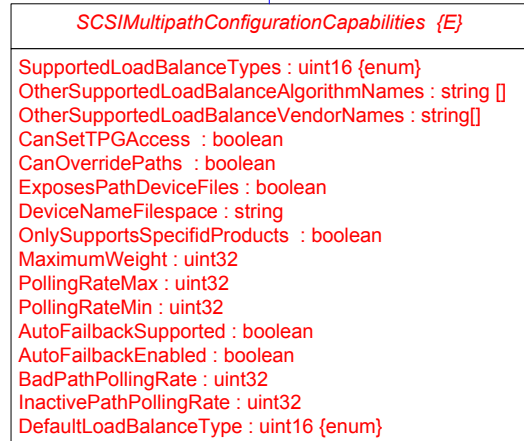 SCSIMultipathConfigurationCapabilities {E}
SupportedLoadBalanceTypes : uint16 {enum}
OtherSupportedLoadBalanceAlgorithmNames : string []
OtherSupportedLoadBalanceVendorNames : string[]
CanSetTPGAccess : boolean
CanOverridePaths : boolean
ExposesPathDeviceFiles : boolean
DeviceNameFilespace : string
OnlySupportsSpecifidProducts : boolean
MaximumWeight : uint32
PollingRateMax : uint32
PollingRateMin : uint32
AutoFailbackSupported : boolean
AutoFailbackEnabled : boolean
BadPathPollingRate : uint32
InactivePathPollingRate : uint32
DefaultLoadBalanceType : uint16 {enum}